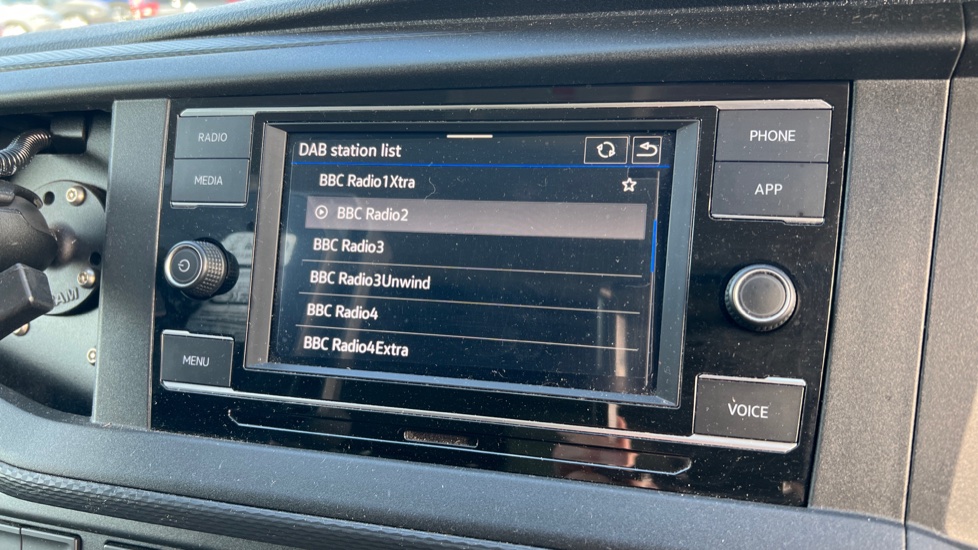 RADIO
MEDIA
MENU
DAB station list
BBC Radio1Xtra
BBC Radio2
BBC Radio3
BBC Radio3Unwind
BBC Radio4
BBC Radio4Extra
PHONE
APP
VOICE